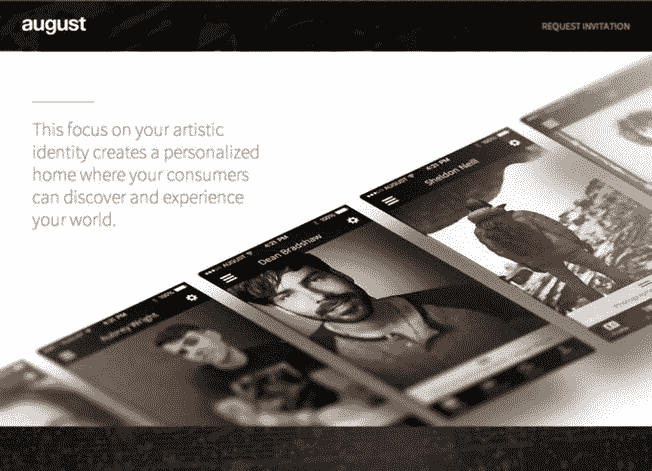 august
REQUEST INVITATION
This focus on your artistic
identity creates a personalized
home where your consumers
can discover and experience
your world.
AUGUST 4:21 PM 100%
Sheldon Neill
AUGUST 4:21 PM 100%
Dean Bradshaw
4:21 PM 100%
Aubrey Wright